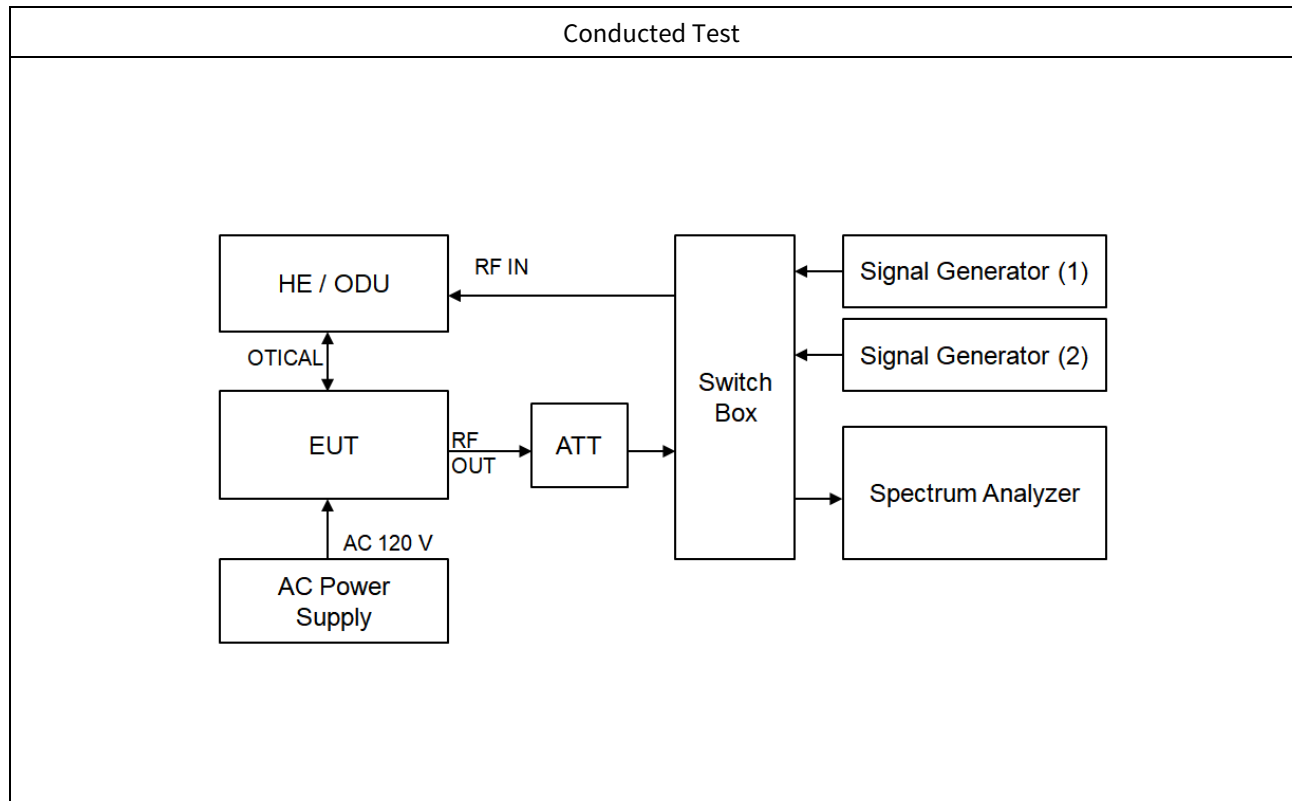 Conducted Test
HE / ODU
RF IN
Signal Generator (1)
OTICAL
Signal Generator (2)
Switch
Box
EUT
RF
OUT
ATT
Spectrum Analyzer
AC 120 V
AC Power
Supply